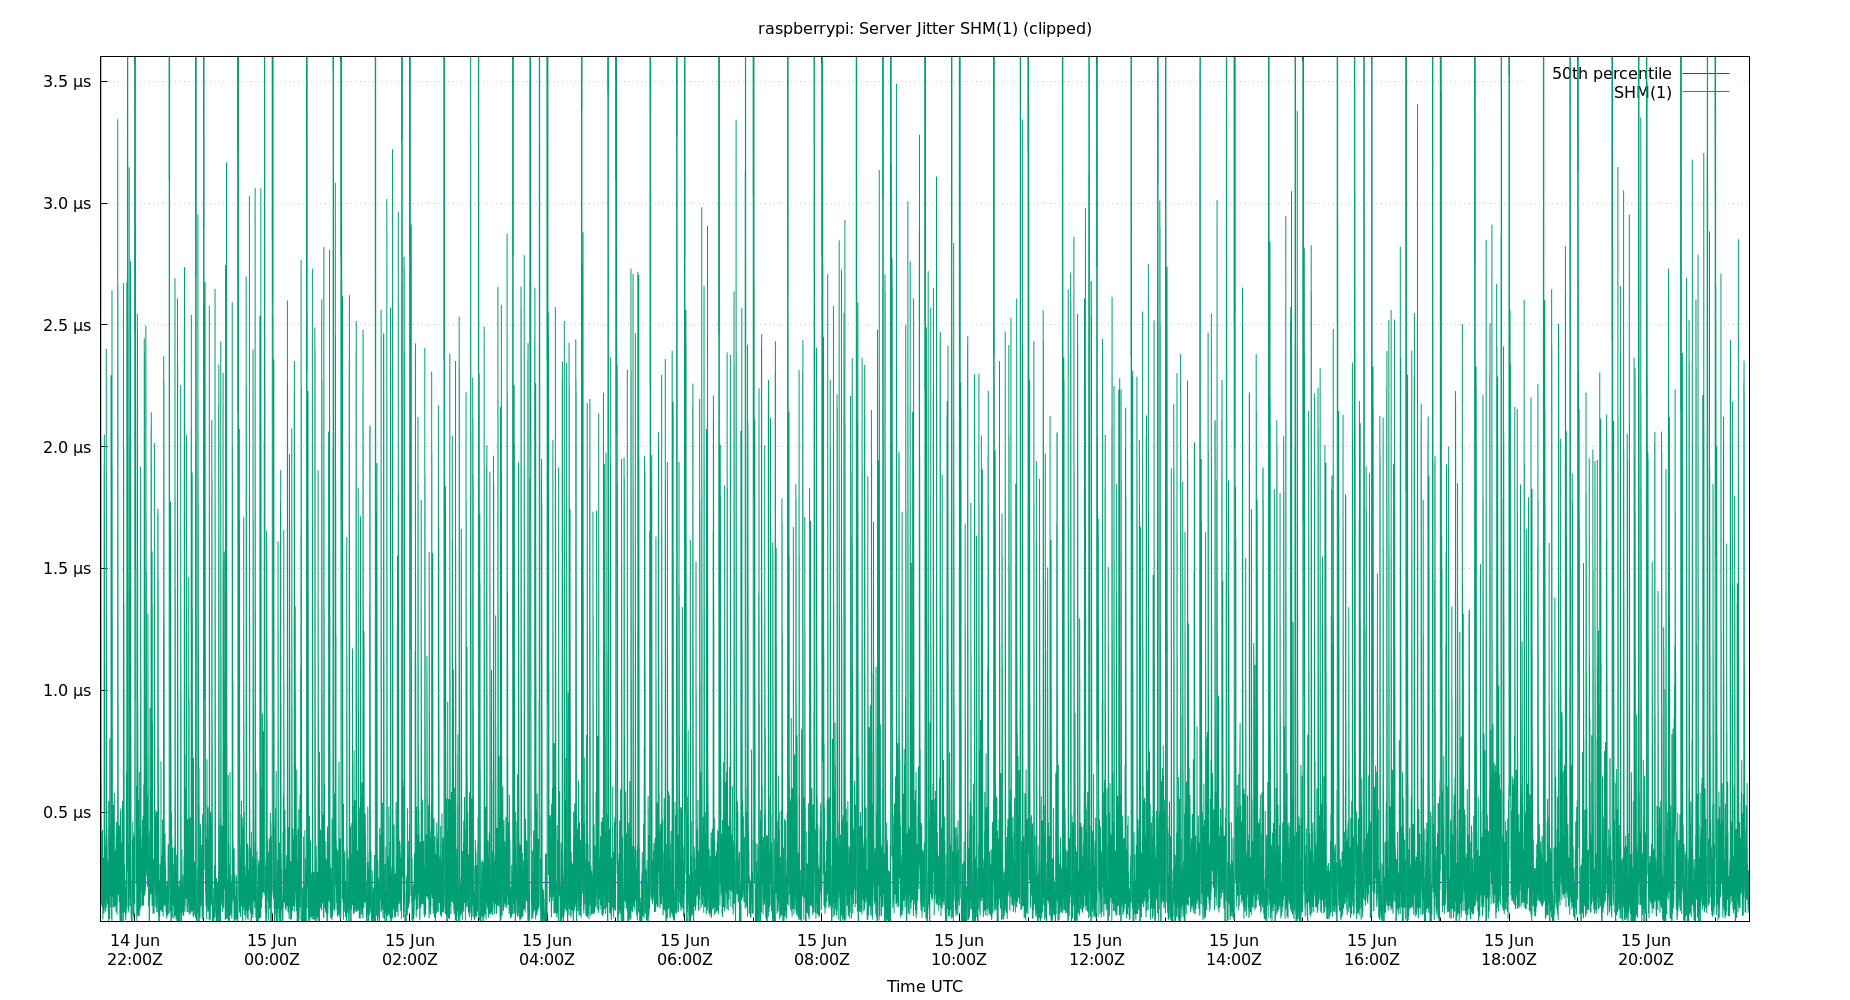 raspberrypi: Server Jitter SHM(1) (clipped)
50th percentile
SHM(1)
3.5 µs
3.0 µs
2.5 µs
2.0 µs
1.5 µs
1.0 µs
0.5 µs
14 Jun 15 Jun 15 Jun 15 Jun 15 Jun 15 Jun 15 Jun 15 Jun 15 Jun 15 Jun 15 Jun 15 Jun
22:00Z 00:00Z 02:00Z 04:00Z 06:00Z 08:00Z 10:00Z 12:00Z 14:00Z 16:00Z 18:00Z 20:00Z
Time UTC